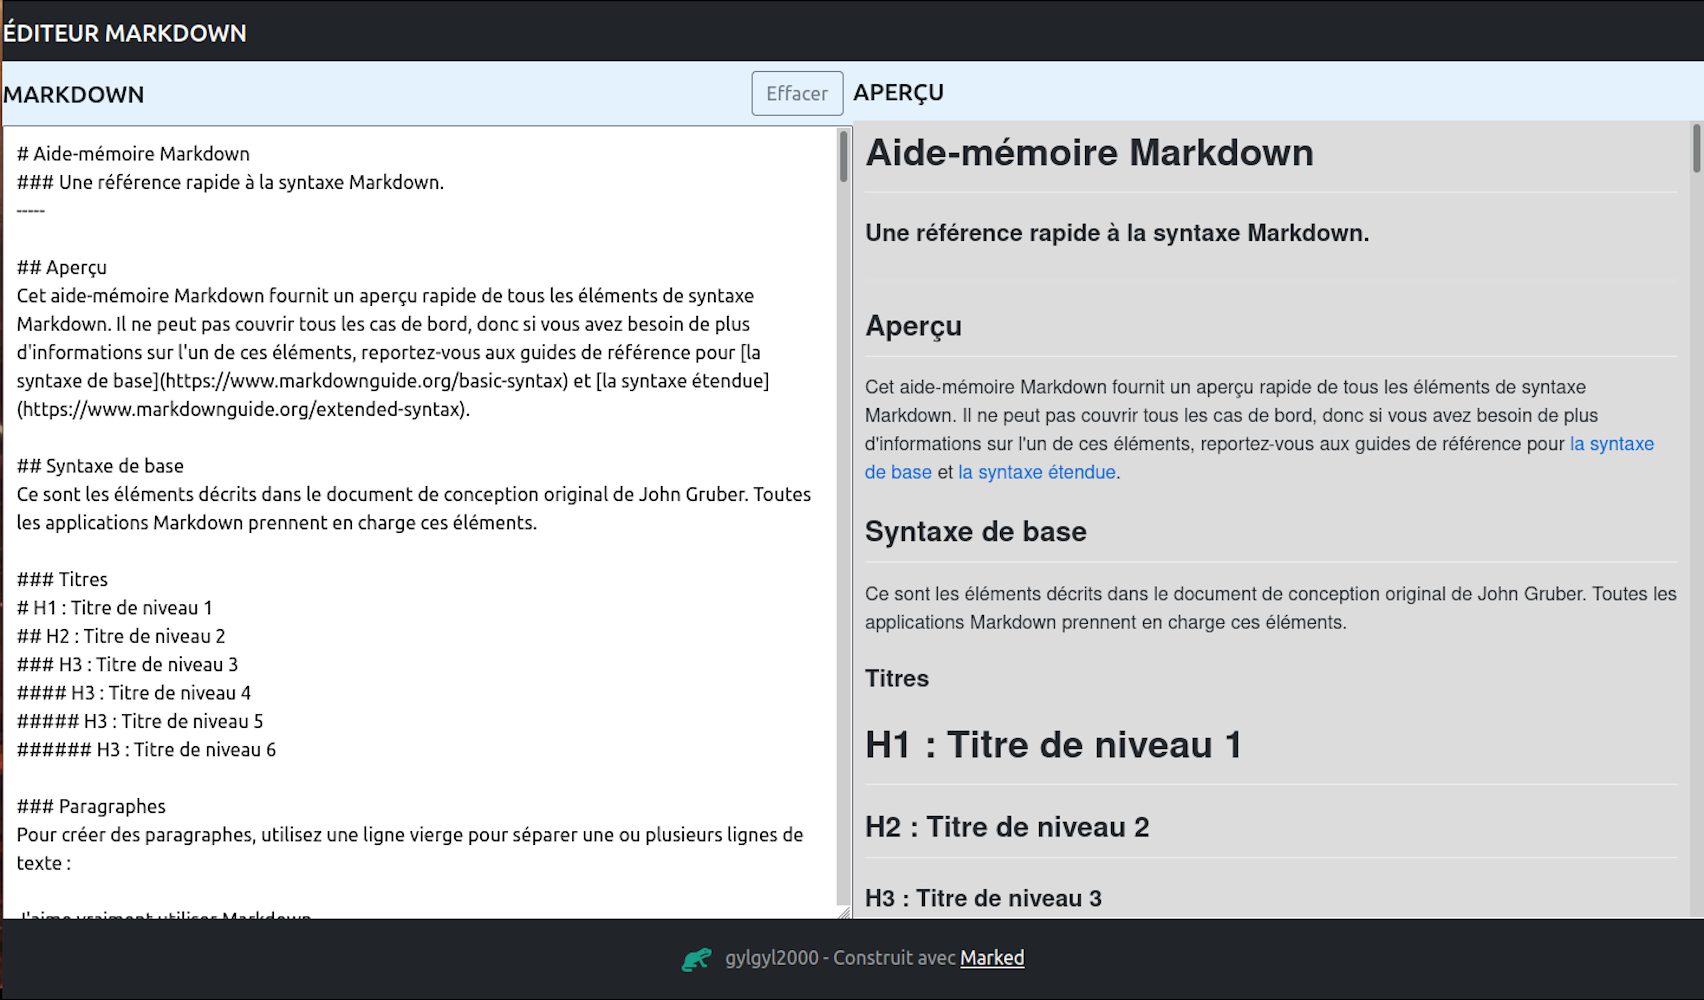 ÉDITEUR MARKDOWN
MARKDOWN
Effacer
# Aide-mémoire Markdown
### Une référence rapide à la syntaxe Markdown.
-----
## Aperçu
Cet aide-mémoire Markdown fournit un aperçu rapide de tous les éléments de syntaxe
Markdown. Il ne peut pas couvrir tous les cas de bord, donc si vous avez besoin de plus
d'informations sur l'un de ces éléments, reportez-vous aux guides de référence pour [la
syntaxe de base](https://www.markdownguide.org/basic-syntax) et [la syntaxe étendue]
(https://www.markdownguide.org/extended-syntax).
## Syntaxe de base
Ce sont les éléments décrits dans le document de conception original de John Gruber. Toutes
les applications Markdown prennent en charge ces éléments.
### Titres
# H1 : Titre de niveau 1
## H2 : Titre de niveau 2
### H3 : Titre de niveau 3
#### H3 : Titre de niveau 4
##### H3 : Titre de niveau 5
###### H3 : Titre de niveau 6
### Paragraphes
Pour créer des paragraphes, utilisez une ligne vierge pour séparer une ou plusieurs lignes de
texte :
J'aime vraiment utiliser Markdown
APERÇU
Aide-mémoire Markdown
Une référence rapide à la syntaxe Markdown.
Aperçu
Cet aide-mémoire Markdown fournit un aperçu rapide de tous les éléments de syntaxe
Markdown. Il ne peut pas couvrir tous les cas de bord, donc si vous avez besoin de plus
d'informations sur l'un de ces éléments, reportez-vous aux guides de référence pour la syntaxe
de base et la syntaxe étendue.
Syntaxe de base
Ce sont les éléments décrits dans le document de conception original de John Gruber. Toutes les
applications Markdown prennent en charge ces éléments.
Titres
H1 : Titre de niveau 1
H2 : Titre de niveau 2
H3 : Titre de niveau 3
gylgyl2000 - Construit avec Marked